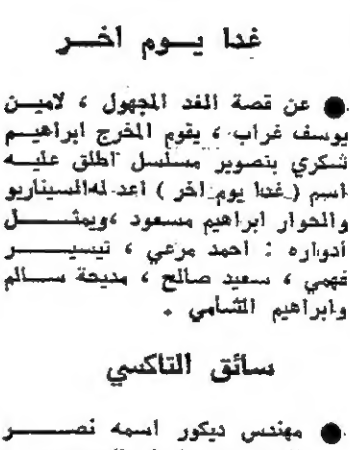 غدا يــوم اخــر
● عن قصة الغد المجهول ، لامين
يوسف غراب ، يقوم المخرج ابراهيم
شكري بتصوير مسلسل اطلق عليه
اسم ( غدا يوم اخر ) اعد له السيناريو
والحوار ابراهيم مسعود ، ويمثل
أدواره : احمد مرعي ، تيسير
فهمي ، سعيد صالح ، مديحة سالم
وابراهيم الشامي .
سائق التاكسي
● مهندس ديكور اسمه نصر